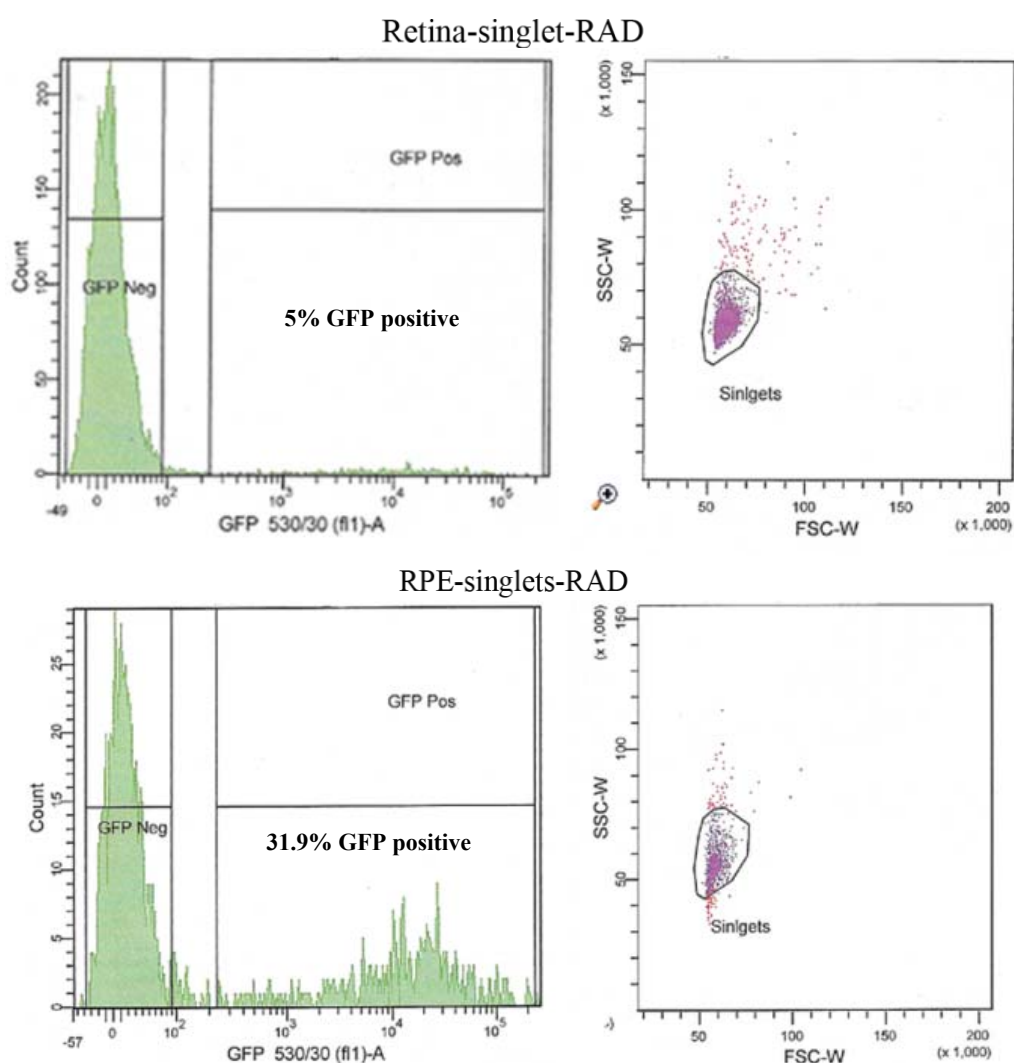 Retina-singlet-RAD
200
150
100
50
0
Count
GFP Pos
GFP Neg
5% GFP positive
-49
0
10²
10³
10⁴
10⁵
GFP 530/30 (fl1)-A
(x 1,000)
150
100
50
SSC-W
Sinlgets
50
100
150
200
FSC-W
(x 1,000)
RPE-singlets-RAD
25
20
15
10
5
0
Count
GFP Pos
GFP Neg
31.9% GFP positive
-57
0
10²
10³
10⁴
10⁵
GFP 530/30 (fl1)-A
(x 1,000)
150
100
50
SSC-W
Sinlgets
-)
50
100
150
200
FSC-W
(x 1,000)